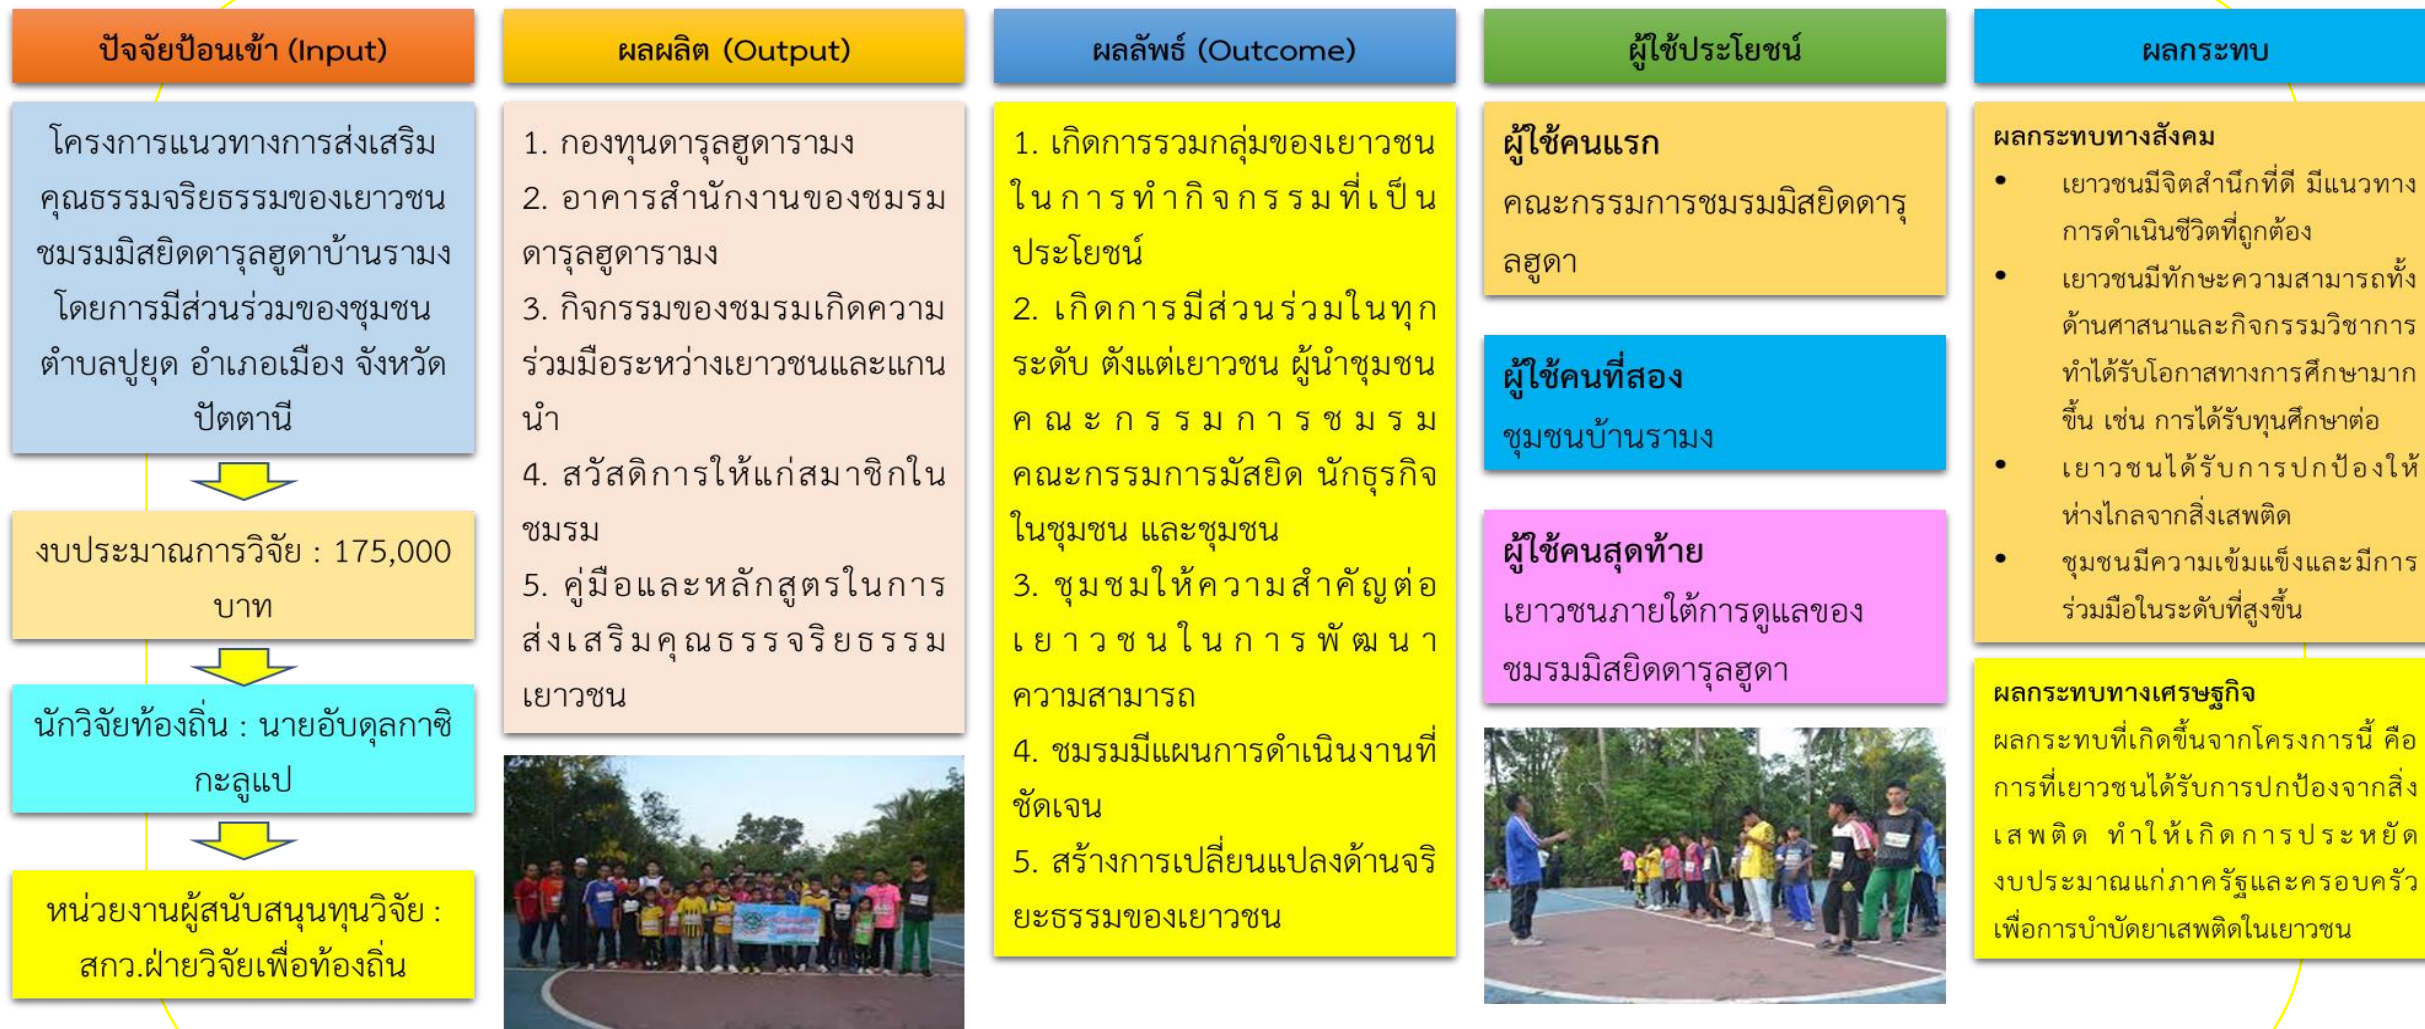 ปัจจัยป้อนเข้า (Input)
โครงการแนวทางการส่งเสริม
คุณธรรมจริยธรรมของเยาวชน
ชมรมมิสยิดดารุลฮูดาบ้านรามง
โดยการมีส่วนร่วมของชุมชน
ตำบลปูยุด อำเภอเมือง จังหวัด
ปัตตานี
งบประมาณการวิจัย : 175,000
บาท
นักวิจัยท้องถิ่น : นายอับดุลกาซิ
กะลูแป
หน่วยงานผู้สนับสนุนทุนวิจัย :
สกว.ฝ่ายวิจัยเพื่อท้องถิ่น
ผลผลิต (Output)
1. กองทุนดารุลฮูดารามง
2. อาคารสำนักงานของชมรม
ดารุลฮูดารามง
3. กิจกรรมของชมรมเกิดความ
ร่วมมือระหว่างเยาวชนและแกน
นำ
4. สวัสดิการให้แก่สมาชิกใน
ชมรม
5. คู่มือและหลักสูตรในการ
ส่งเสริมคุณธรรจริยธรรม
เยาวชน
ผลลัพธ์ (Outcome)
1. เกิดการรวมกลุ่มของเยาวชน
ในการทำกิจกรรมที่เป็น
ประโยชน์
2. เกิดการมีส่วนร่วมในทุก
ระดับ ตังแต่เยาวชน ผู้นำชุมชน
คณะกรรมการชมรม
คณะกรรมการมัสยิด นักธุรกิจ
ในชุมชน และชุมชน
3. ชุมชมให้ความสำคัญต่อ
เยาวชนในการพัฒนา
ความสามารถ
4. ชมรมมีแผนการดำเนินงานที่
ชัดเจน
5. สร้างการเปลี่ยนแปลงด้านจริ
ยะธรรมของเยาวชน
ผู้ใช้ประโยชน์
ผู้ใช้คนแรก
คณะกรรมการชมรมมิสยิดดารุ
ลฮูดา
ผู้ใช้คนที่สอง
ชุมชนบ้านรามง
ผู้ใช้คนสุดท้าย
เยาวชนภายใต้การดูแลของ
ชมรมมิสยิดดารุลฮูดา
ผลกระทบ
ผลกระทบทางสังคม
• เยาวชนมีจิตสำนึกที่ดี มีแนวทาง
การดำเนินชีวิตที่ถูกต้อง
• เยาวชนมีทักษะความสามารถทั้ง
ด้านศาสนาและกิจกรรมวิชาการ
ทำได้รับโอกาสทางการศึกษามาก
ขึ้น เช่น การได้รับทุนศึกษาต่อ
• เยาวชนได้รับการปกป้องให้
ห่างไกลจากสิ่งเสพติด
• ชุมชนมีความเข้มแข็งและมีการ
ร่วมมือในระดับที่สูงขึ้น
ผลกระทบทางเศรษฐกิจ
ผลกระทบที่เกิดขึ้นจากโครงการนี้ คือ
การที่เยาวชนได้รับการปกป้องจากสิ่ง
เสพติด ทำให้เกิดการประหยัด
งบประมาณแก่ภาครัฐและครอบครัว
เพื่อการบำบัดยาเสพติดในเยาวชน